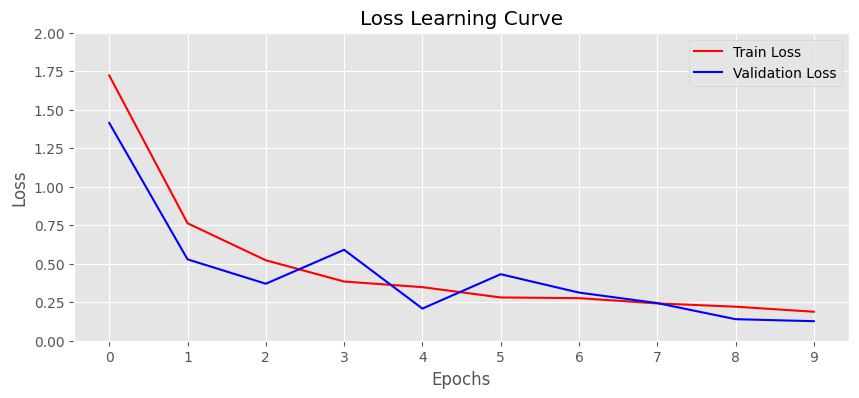 Loss Learning Curve
Train Loss
Validation Loss
2.00
1.75
1.50
1.25
1.00
0.75
0.50
0.25
0.00
Loss
0 1 2 3 4 5 6 7 8 9
Epochs